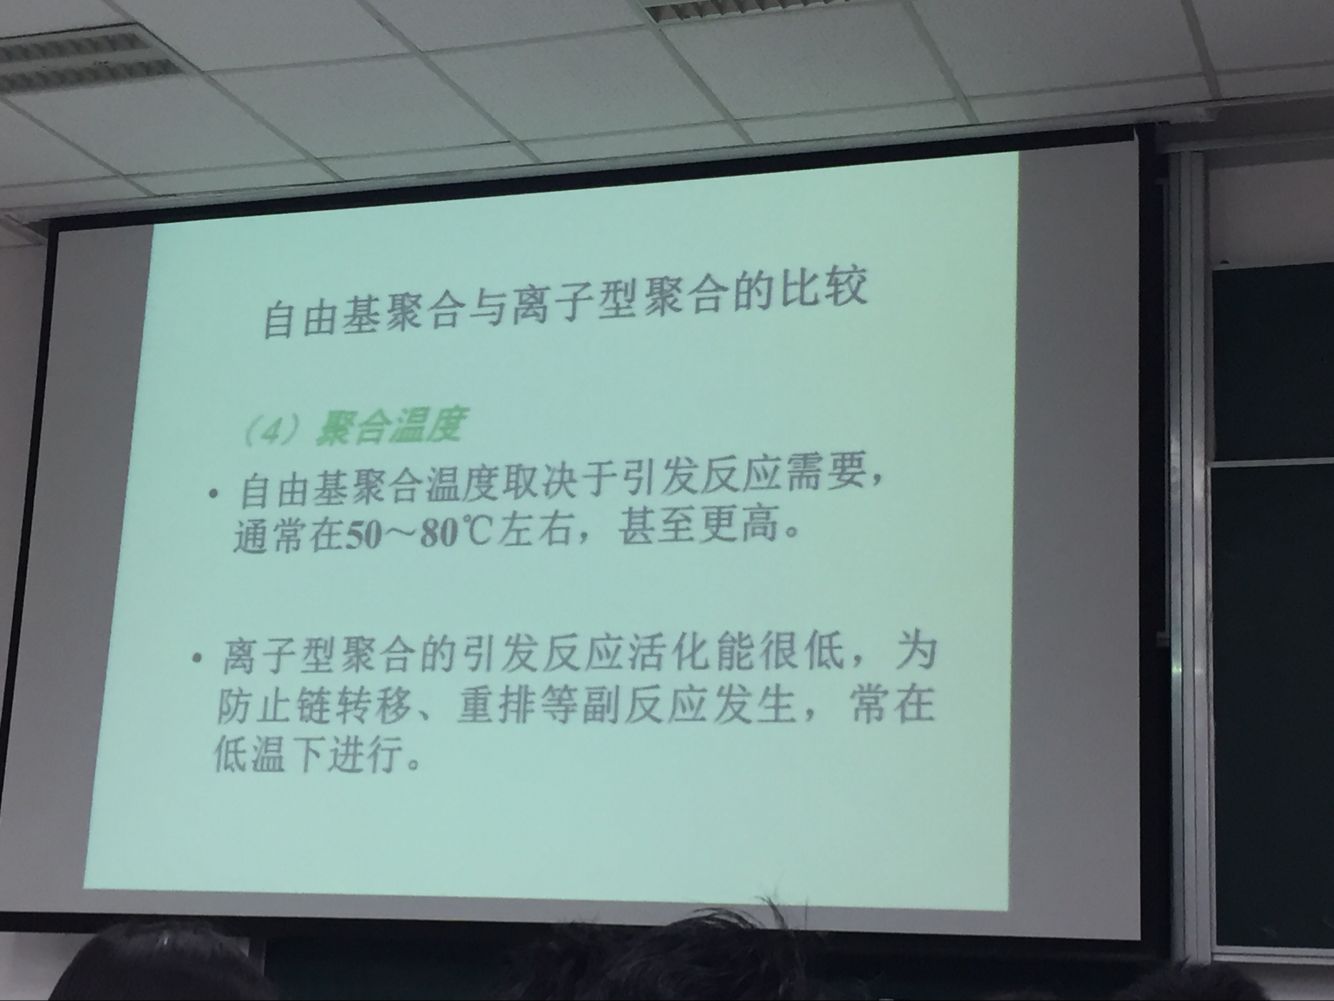 自由基聚合与离子型聚合的比较
（4）聚合温度
• 自由基聚合温度取决于引发反应需要，
通常在50～80℃左右，甚至更高。
• 离子型聚合的引发反应活化能很低，为
防止链转移、重排等副反应发生，常在
低温下进行。